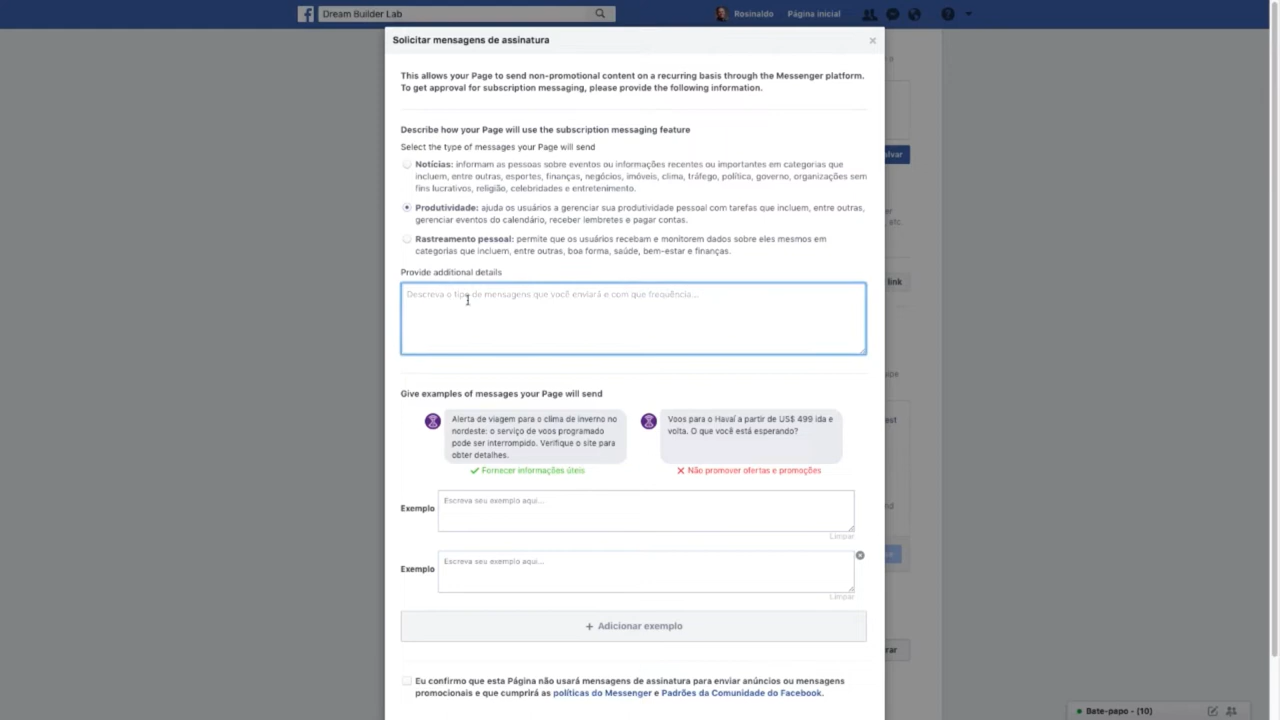 Dream Builder Lab
Rosinaldo
Página inicial
Solicitar mensagens de assinatura
This allows your Page to send non-promotional content on a recurring basis through the Messenger platform.
To get approval for subscription messaging, please provide the following information.
Describe how your Page will use the subscription messaging feature
Select the type of messages your Page will send
Notícias: informam as pessoas sobre eventos ou informações recentes ou importantes em categorias que
incluem, entre outras, esportes, finanças, negócios, imóveis, clima, tráfego, política, governo, organizações sem
fins lucrativos, religião, celebridades e entretenimento.
Produtividade: ajuda os usuários a gerenciar sua produtividade pessoal com tarefas que incluem, entre outras,
gerenciar eventos do calendário, receber lembretes e pagar contas.
Rastreamento pessoal: permite que os usuários recebam e monitorem dados sobre eles mesmos em
categorias que incluem, entre outras, boa forma, saúde, bem-estar e finanças.
Provide additional details
Descreva o tipo de mensagens que você enviará e com que frequência...
Give examples of messages your Page will send
Alerta de viagem para o clima de inverno no
nordeste: o serviço de voos programado
pode ser interrompido. Verifique o site para
obter detalhes.
Fornecer informações úteis
Voos para o Havaí a partir de US$ 499 ida e
volta. O que você está esperando?
Não promover ofertas e promoções
Exemplo
Escreva seu exemplo aqui...
Limpar
Exemplo
Escreva seu exemplo aqui...
Limpar
+ Adicionar exemplo
Eu confirmo que esta Página não usará mensagens de assinatura para enviar anúncios ou mensagens
promocionais e que cumprirá as políticas do Messenger e Padrões da Comunidade do Facebook.
link
etc.
Bate-papo - (10)